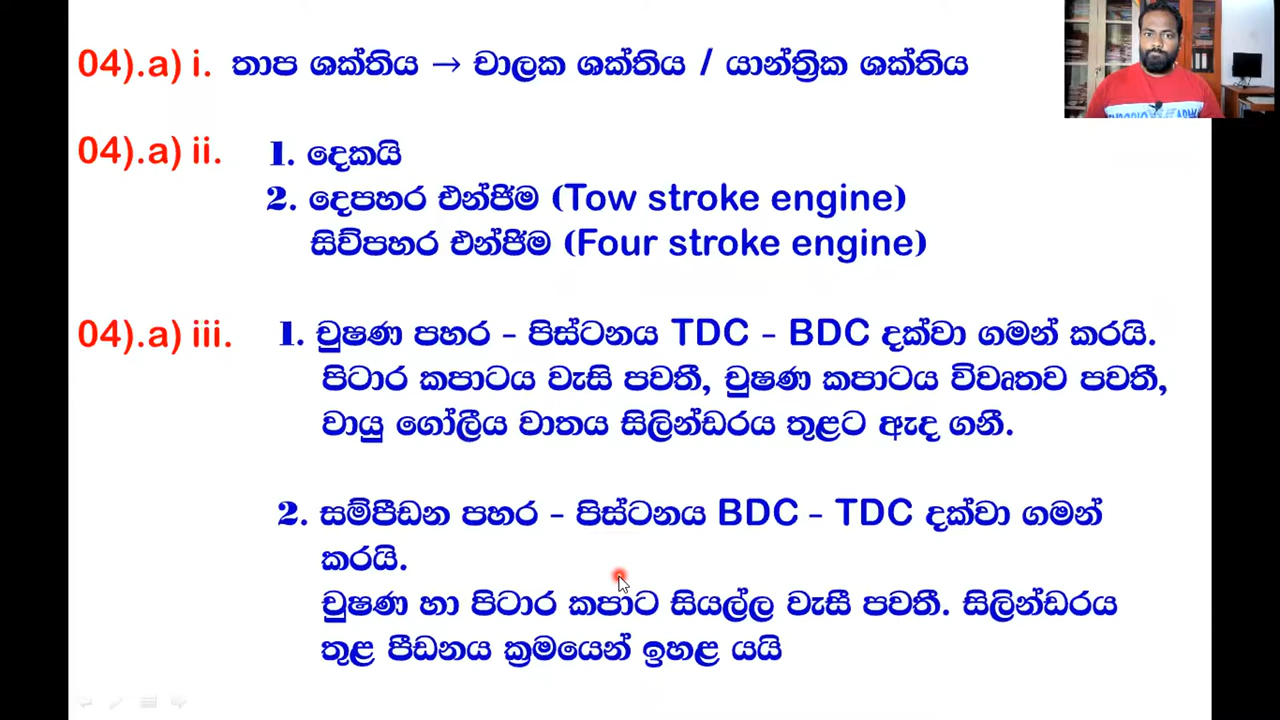 04).a) i. තාප ශක්තිය → චාලක ශක්තිය / යාන්ත්‍රික ශක්තිය
04).a) ii. 1. දෙකයි
2. දෙපහර එන්ජිම (Tow stroke engine)
සිව්පහර එන්ජිම (Four stroke engine)
04).a) iii. 1. චූෂණ පහර - පිස්ටනය TDC - BDC දක්වා ගමන් කරයි.
පිටාර කපාටය වැසි පවතී, චූෂණ කපාටය විවෘතව පවතී,
වායු ගෝලීය වාතය සිලින්ඩරය තුළට ඇද ගනී.
2. සම්පීඩන පහර - පිස්ටනය BDC - TDC දක්වා ගමන්
කරයි.
චූෂණ හා පිටාර කපාට සියල්ල වැසී පවතී. සිලින්ඩරය
තුළ පීඩනය ක්‍රමයෙන් ඉහළ යයි